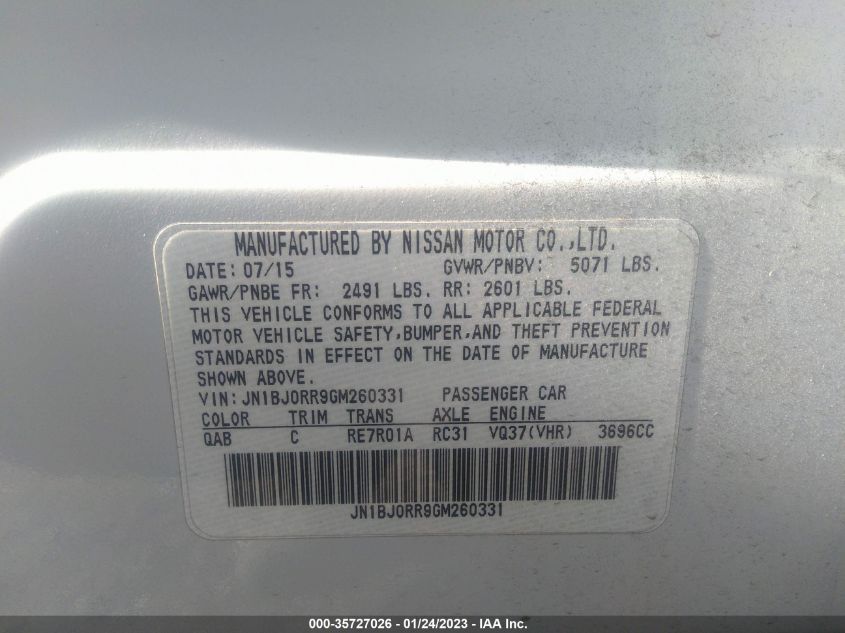 MANUFACTURED BY NISSAN MOTOR CO.,LTD.
DATE: 07/15 GVWR/PNBV: 5071 LBS.
GAWR/PNBE FR: 2491 LBS. RR: 2601 LBS.
THIS VEHICLE CONFORMS TO ALL APPLICABLE FEDERAL
MOTOR VEHICLE SAFETY,BUMPER,AND THEFT PREVENTION
STANDARDS IN EFFECT ON THE DATE OF MANUFACTURE
SHOWN ABOVE.
VIN: JN1BJ0RR9GM260331 PASSENGER CAR
COLOR TRIM TRANS AXLE ENGINE
QAB C RE7R01A RC31 VQ37(VHR) 3696CC
JN1BJ0RR9GM260331
000-35727026 - 01/24/2023 - IAA Inc.